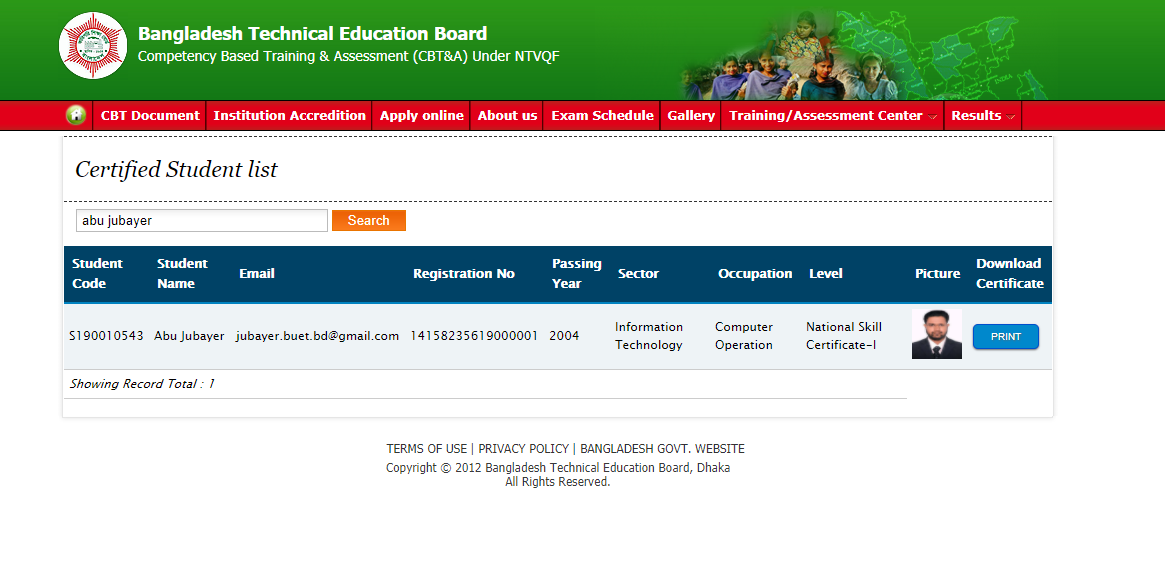 Bangladesh Technical Education Board
Competency Based Training & Assessment (CBT&A) Under NTVQF
CBT Document Institution Accredition Apply online About us Exam Schedule Gallery Training/Assessment Center Results
Certified Student list
abu jubayer Search
Student Code Student Name Email Registration No Passing Year Sector Occupation Level Picture Download Certificate
S190010543 Abu Jubayer jubayer.buet.bd@gmail.com 14158235619000001 2004 Information Technology Computer Operation National Skill Certificate-I PRINT
Showing Record Total : 1
TERMS OF USE | PRIVACY POLICY | BANGLADESH GOVT. WEBSITE
Copyright © 2012 Bangladesh Technical Education Board, Dhaka
All Rights Reserved.